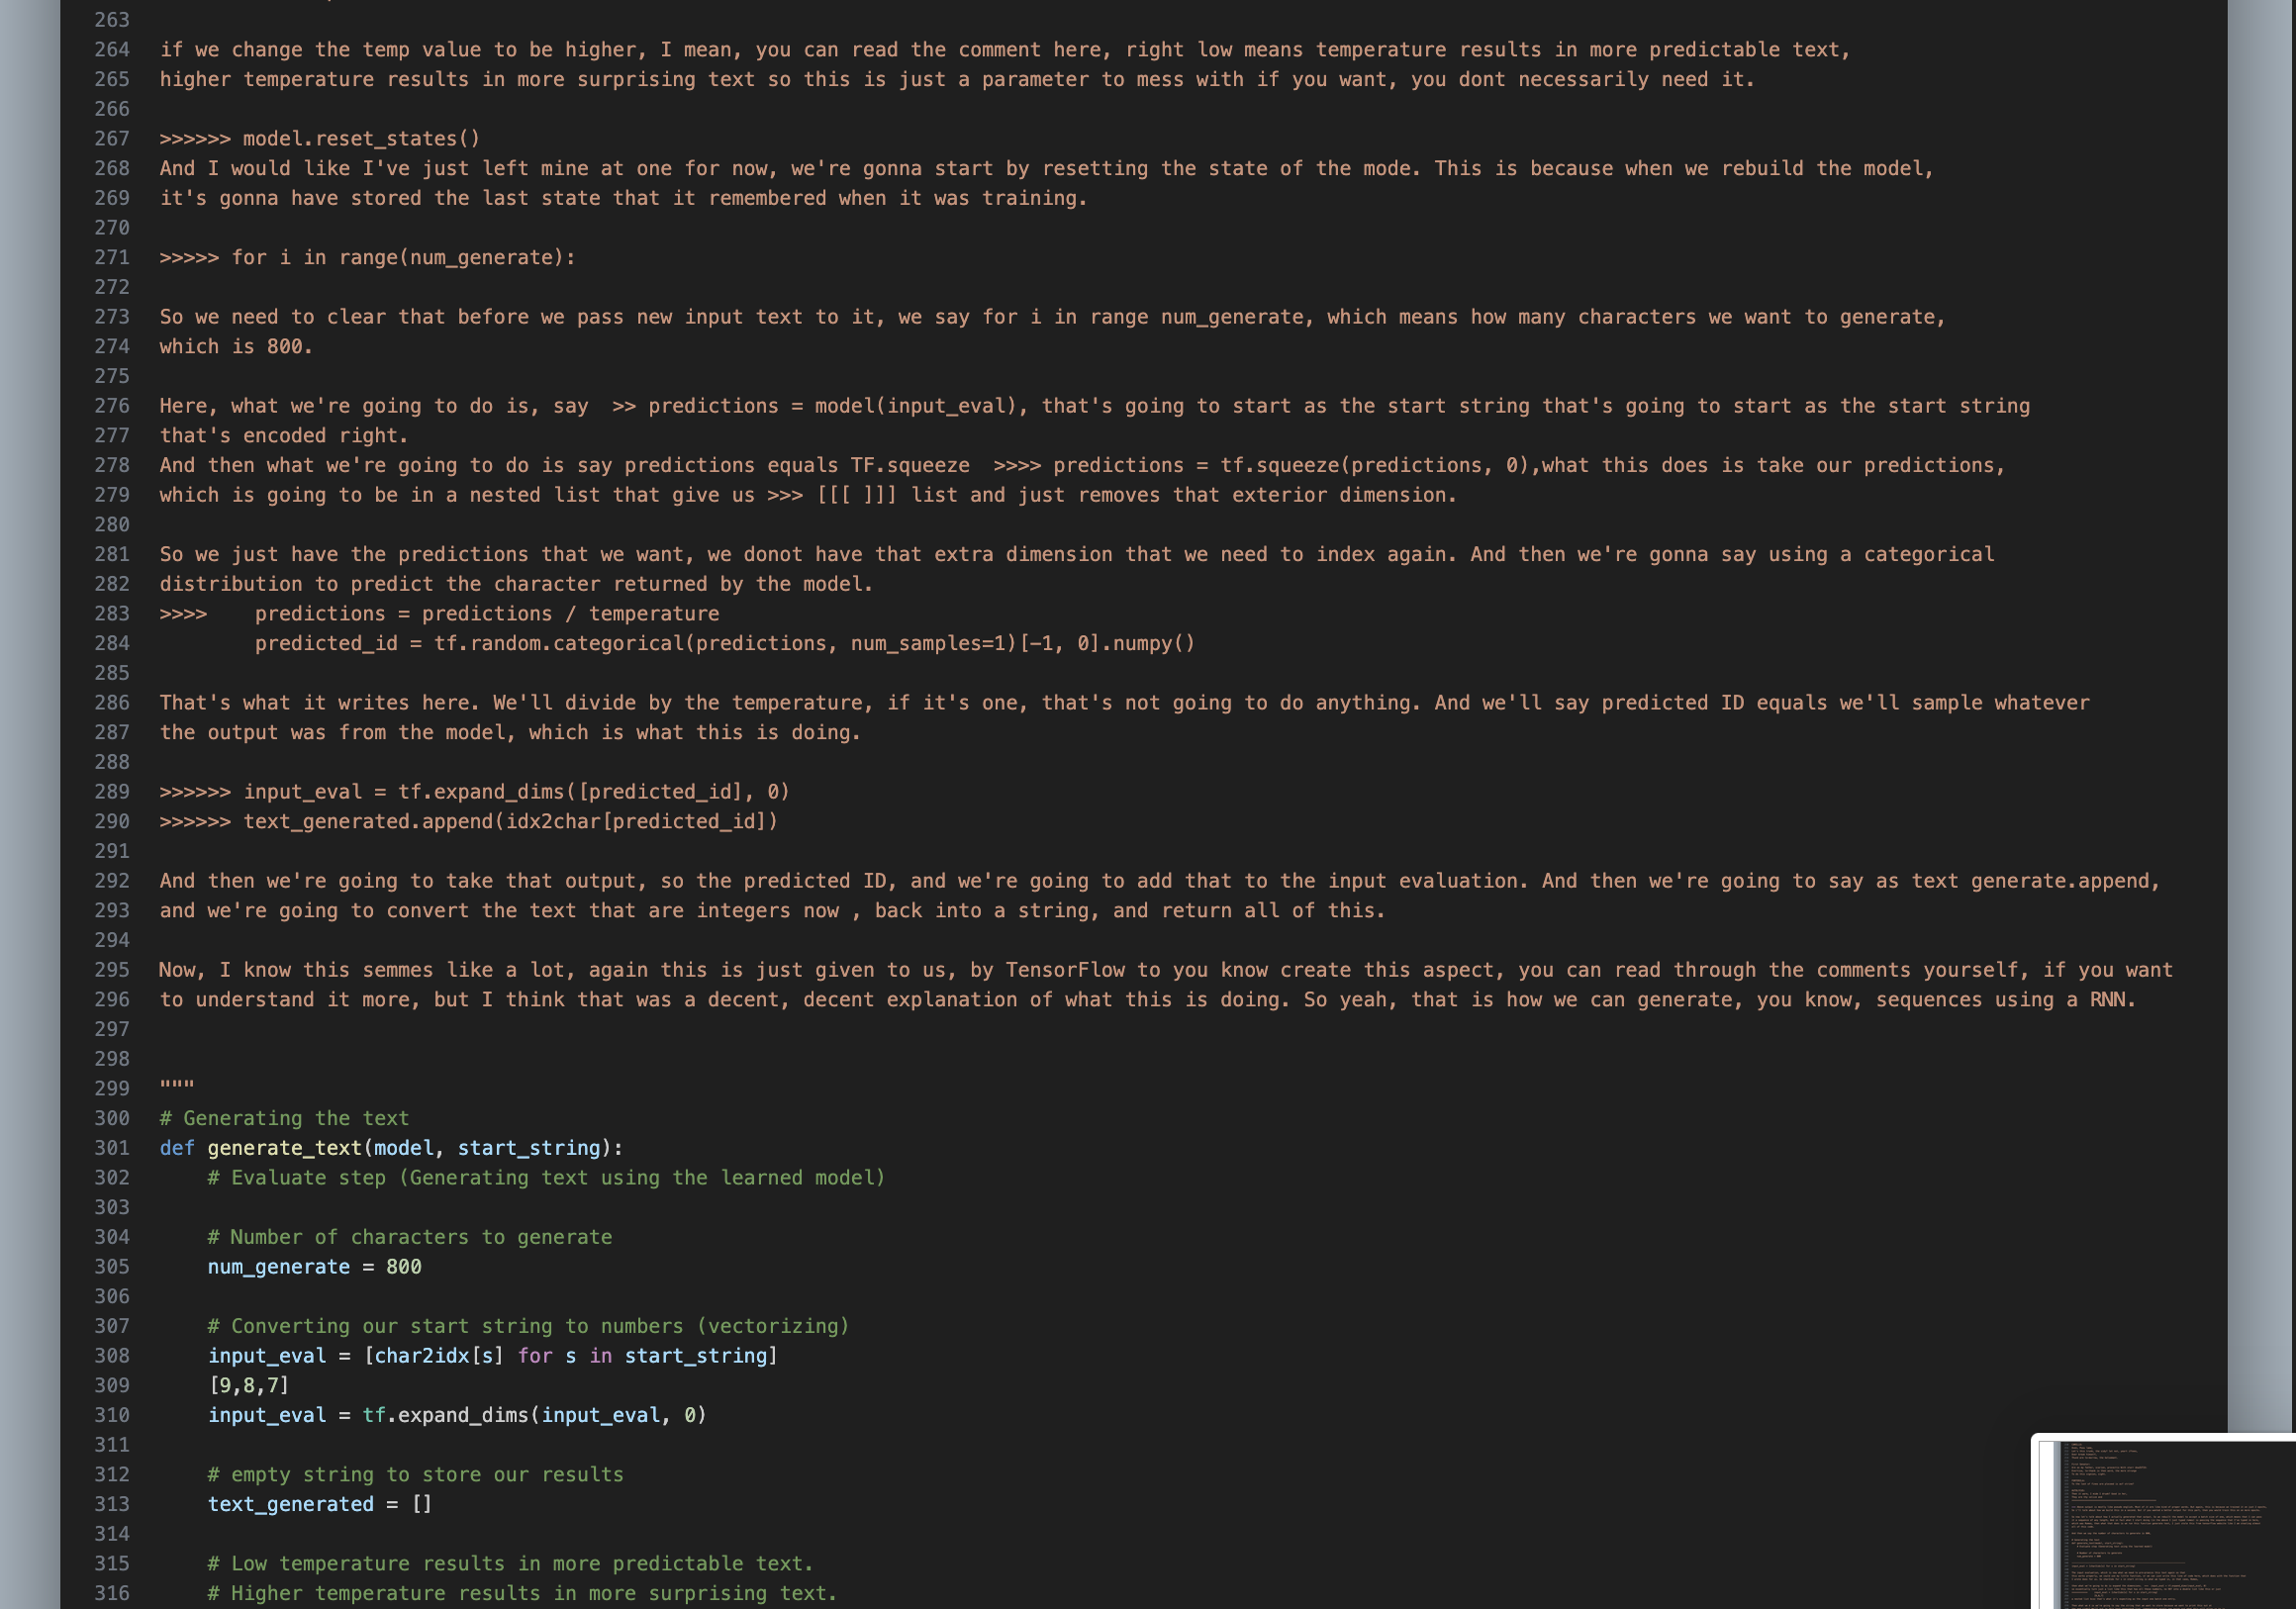 263
264 if we change the temp value to be higher, I mean, you can read the comment here, right low means temperature results in more predictable text,
265 higher temperature results in more surprising text so this is just a parameter to mess with if you want, you dont necessarily need it.
266
267 >>>>>> model.reset_states()
268 And I would like I've just left mine at one for now, we're gonna start by resetting the state of the mode. This is because when we rebuild the model,
269 it's gonna have stored the last state that it remembered when it was training.
270
271 >>>>> for i in range(num_generate):
272
273 So we need to clear that before we pass new input text to it, we say for i in range num_generate, which means how many characters we want to generate,
274 which is 800.
275
276 Here, what we're going to do is, say  >> predictions = model(input_eval), that's going to start as the start string that's going to start as the start string
277 that's encoded right.
278 And then what we're going to do is say predictions equals TF.squeeze  >>>> predictions = tf.squeeze(predictions, 0),what this does is take our predictions,
279 which is going to be in a nested list that give us >>> [[[ ]]] list and just removes that exterior dimension.
280
281 So we just have the predictions that we want, we donot have that extra dimension that we need to index again. And then we're gonna say using a categorical
282 distribution to predict the character returned by the model.
283 >>>>    predictions = predictions / temperature
284         predicted_id = tf.random.categorical(predictions, num_samples=1)[-1, 0].numpy()
285
286 That's what it writes here. We'll divide by the temperature, if it's one, that's not going to do anything. And we'll say predicted ID equals we'll sample whatever
287 the output was from the model, which is what this is doing.
288
289 >>>>>> input_eval = tf.expand_dims([predicted_id], 0)
290 >>>>>> text_generated.append(idx2char[predicted_id])
291
292 And then we're going to take that output, so the predicted ID, and we're going to add that to the input evaluation. And then we're going to say as text generate.append,
293 and we're going to convert the text that are integers now , back into a string, and return all of this.
294
295 Now, I know this semmes like a lot, again this is just given to us, by TensorFlow to you know create this aspect, you can read through the comments yourself, if you want
296 to understand it more, but I think that was a decent, decent explanation of what this is doing. So yeah, that is how we can generate, you know, sequences using a RNN.
297
298
299 """
300 # Generating the text
301 def generate_text(model, start_string):
302     # Evaluate step (Generating text using the learned model)
303
304     # Number of characters to generate
305     num_generate = 800
306
307     # Converting our start string to numbers (vectorizing)
308     input_eval = [char2idx[s] for s in start_string]
309     [9,8,7]
310     input_eval = tf.expand_dims(input_eval, 0)
311
312     # empty string to store our results
313     text_generated = []
314
315     # Low temperature results in more predictable text.
316     # Higher temperature results in more surprising text.